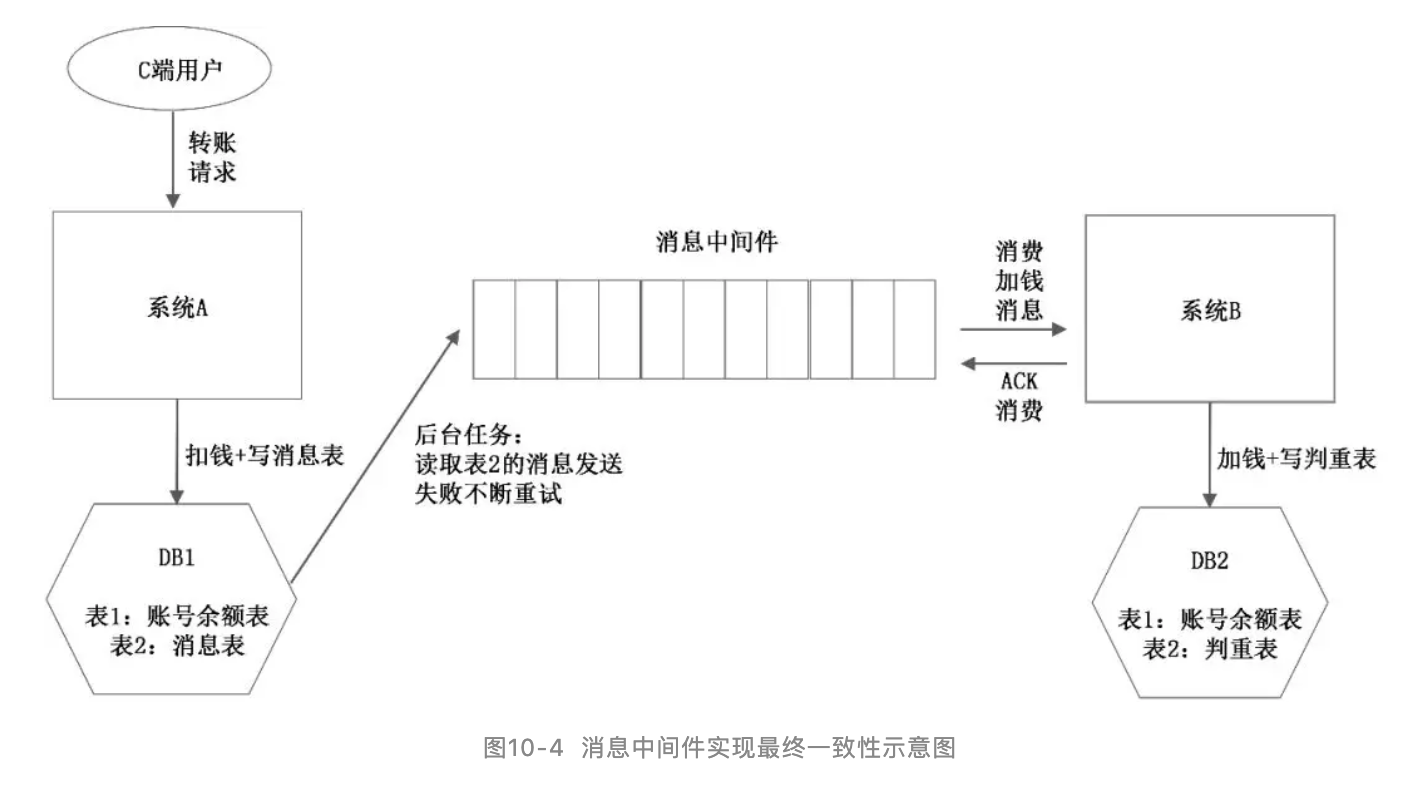 C端用户
转账
请求
系统A
扣钱+写消息表
DB1
表1：账号余额表
表2：消息表
后台任务：
读取表2的消息发送
失败不断重试
消息中间件
消费
加钱
消息
ACK
消费
系统B
加钱+写判重表
DB2
表1：账号余额表
表2：判重表
图10-4 消息中间件实现最终一致性示意图